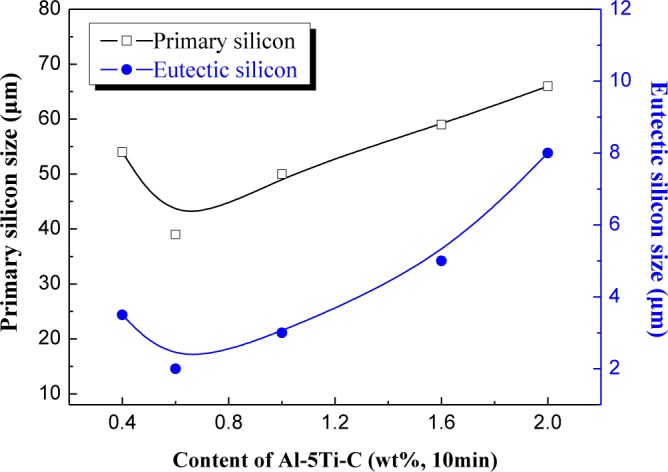 Primary silicon
Eutectic silicon
Primary silicon size (μm)
80
70
60
50
40
30
20
10
Eutectic silicon size (μm)
12
10
8
6
4
2
0.4 0.8 1.2 1.6 2.0
Content of Al-5Ti-C (wt%, 10min)